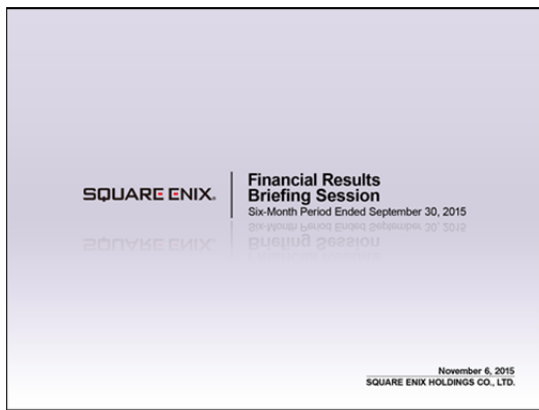 SQUARE ENIX.
Financial Results
Briefing Session
Six-Month Period Ended September 30, 2015
November 6, 2015
SQUARE ENIX HOLDINGS CO., LTD.